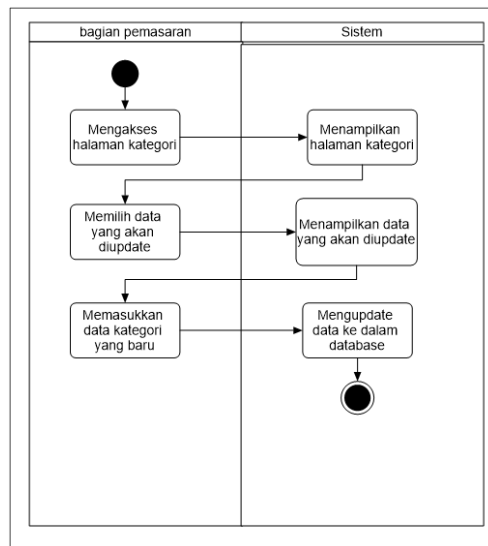 bagian pemasaran
Sistem
Mengakses
halaman kategori
Menampilkan
halaman kategori
Memilih data
yang akan
diupdate
Menampilkan data
yang akan diupdate
Memasukkan
data kategori
yang baru
Mengupdate
data ke dalam
database